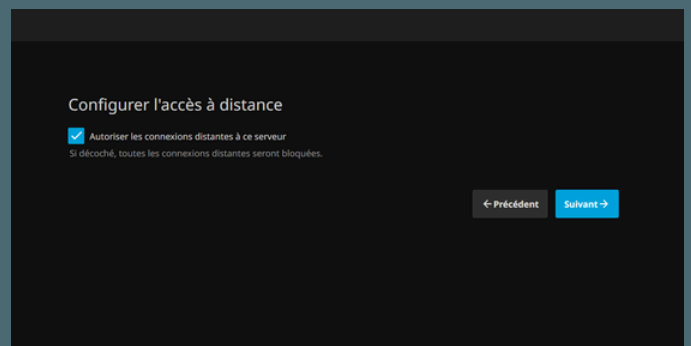 Configurer l'accès à distance
Autoriser les connexions distantes à ce serveur
Si décoché, toutes les connexions distantes seront bloquées.
← Précédent
Suivant →